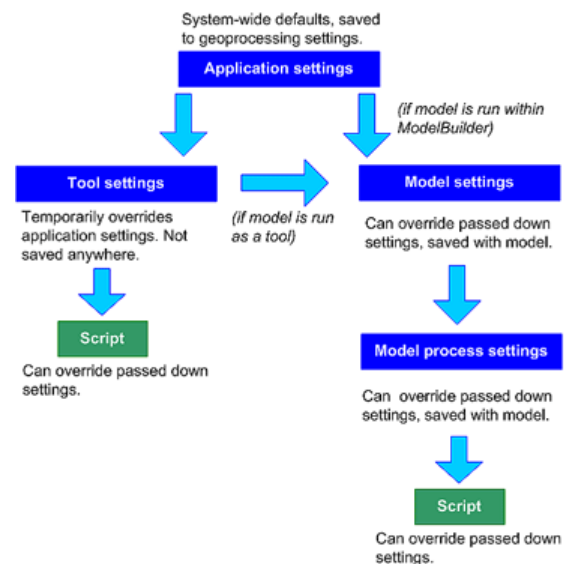 System-wide defaults, saved
to geoprocessing settings.
Application settings
(if model is run within
ModelBuilder)
Tool settings
Model settings
Temporarily overrides
application settings. Not
saved anywhere.
(if model is run
as a tool)
Can override passed down
settings, saved with model.
Script
Can override passed down
settings.
Model process settings
Can override passed down
settings, saved with model.
Script
Can override passed down
settings.